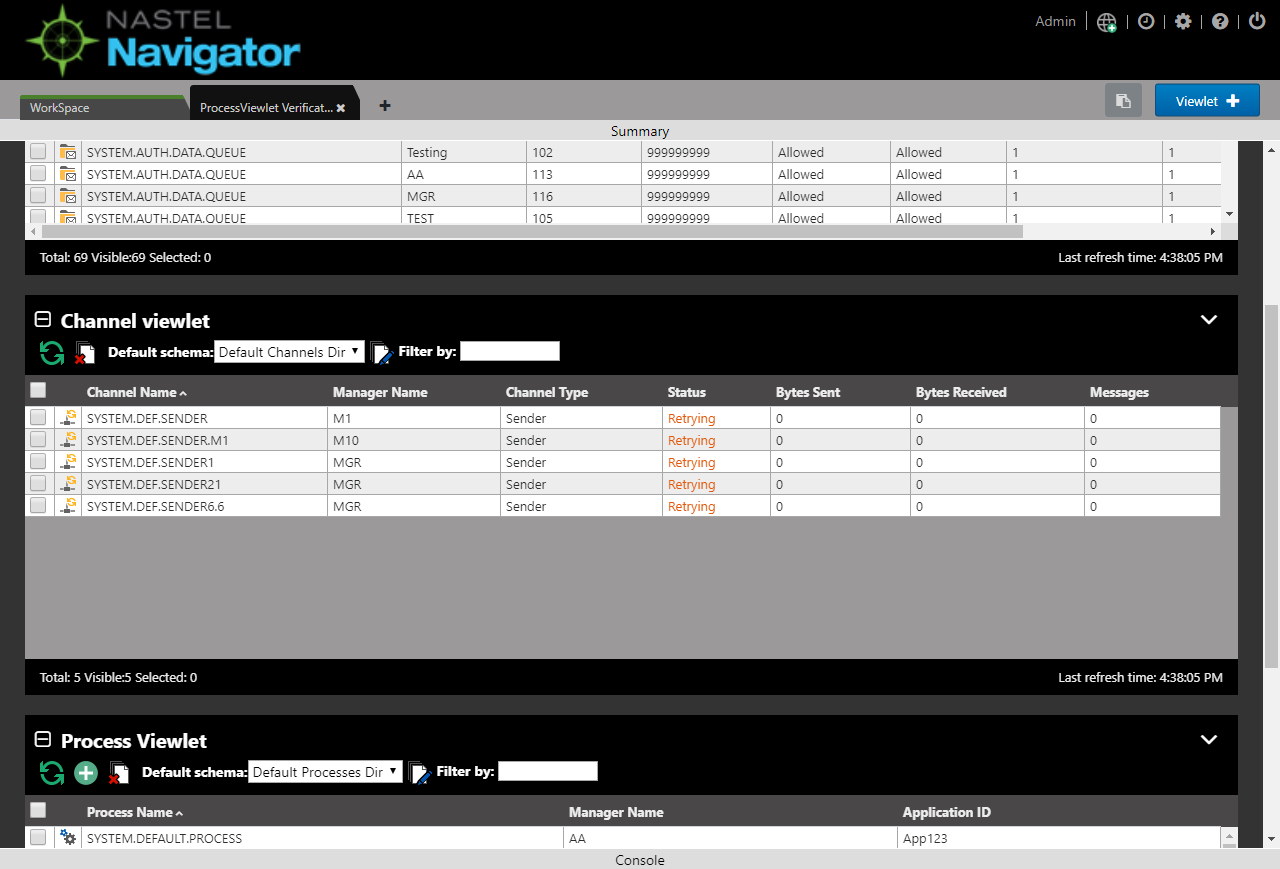 NASTEL
Navigator
Admin
WorkSpace
ProcessViewlet Verificat...
Viewlet
Summary
SYSTEM.AUTH.DATA.QUEUE Testing 102 999999999 Allowed Allowed 1 1
SYSTEM.AUTH.DATA.QUEUE AA 113 999999999 Allowed Allowed 1 1
SYSTEM.AUTH.DATA.QUEUE MGR 116 999999999 Allowed Allowed 1 1
SYSTEM.AUTH.DATA.QUEUE TEST 105 999999999 Allowed Allowed 1 1
Total: 69 Visible:69 Selected: 0 Last refresh time: 4:38:05 PM
Channel viewlet
Default schema: Default Channels Dir Filter by:
Channel Name Manager Name Channel Type Status Bytes Sent Bytes Received Messages
SYSTEM.DEF.SENDER M1 Sender Retrying 0 0 0
SYSTEM.DEF.SENDER.M1 M10 Sender Retrying 0 0 0
SYSTEM.DEF.SENDER1 MGR Sender Retrying 0 0 0
SYSTEM.DEF.SENDER21 MGR Sender Retrying 0 0 0
SYSTEM.DEF.SENDER6.6 MGR Sender Retrying 0 0 0
Total: 5 Visible:5 Selected: 0 Last refresh time: 4:38:05 PM
Process Viewlet
Default schema: Default Processes Dir Filter by:
Process Name Manager Name Application ID
SYSTEM.DEFAULT.PROCESS AA App123
Console